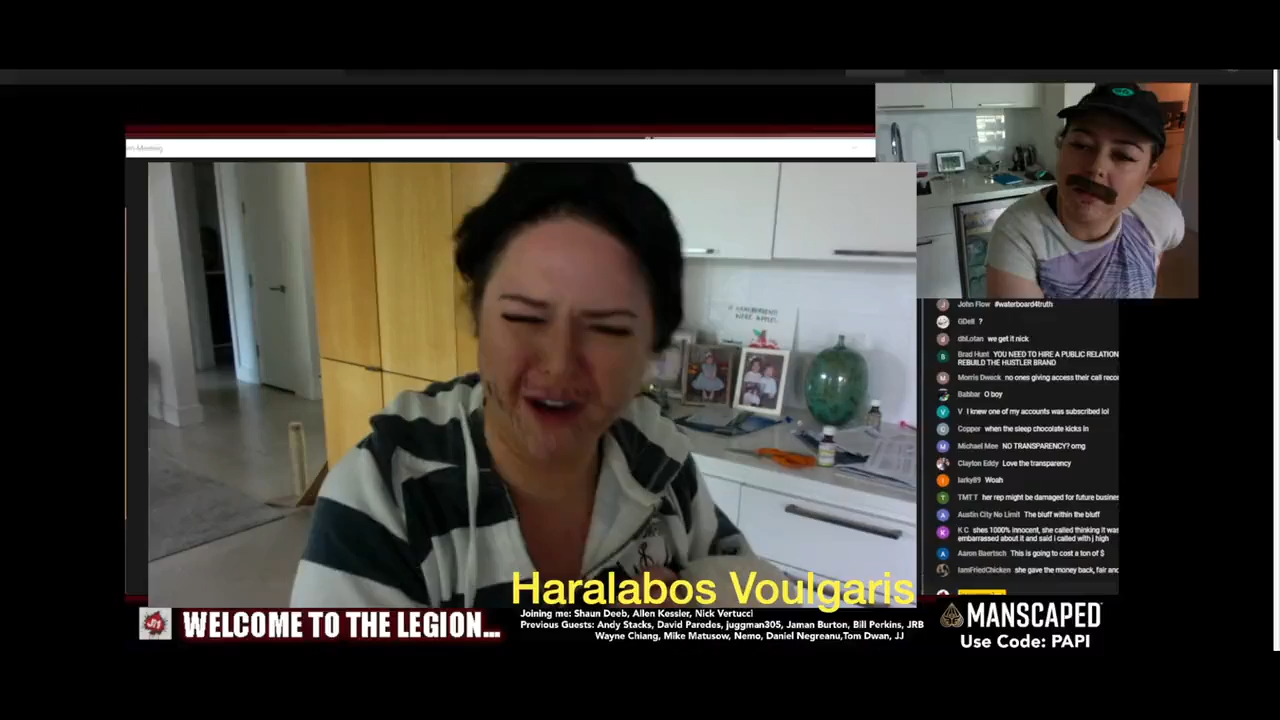 John Flow #waterboard4truth
GDell ?
dbLotan we get it nick
Brad Hunt YOU NEED TO HIRE A PUBLIC RELATION
REBUILD THE HUSTLER BRAND
Morris Dweck no ones giving access their call recor
Babbar O boy
V I knew one of my accounts was subscribed lol
Copper when the sleep chocolate kicks in
Michael Mee NO TRANSPARENCY? omg
Clayton Eddy Love the transparency
larky89 Woah
TMT T her rep might be damaged for future busines
Austin City No Limit The bluff within the bluff
K C shes 1000% innocent, she called thinking it was
embarrassed about it and said i called with j high
Aaron Baertsch This is going to cost a ton of $
IamFriedChicken she gave the money back, fair and
Haralabos Voulgaris
WELCOME TO THE LEGION...
Joining me: Shaun Deeb, Allen Kessler, Nick Vertucci
Previous Guests: Andy Stacks, David Paredes, juggman305, Jaman Burton, Bill Perkins, JRB
Wayne Chiang, Mike Matusow, Nemo, Daniel Negreanu,Tom Dwan, JJ
MANSCAPED
Use Code: PAPI